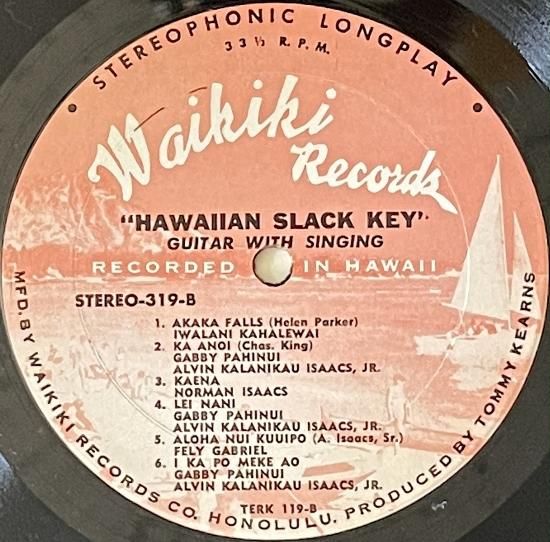 • STEREOPHONIC LONGPLAY •
33⅓ R.P.M.
Waikiki
Records
"HAWAIIAN SLACK KEY"
GUITAR WITH SINGING
RECORDED IN HAWAII
STEREO-319-B
1. AKAKA FALLS (Helen Parker)
IWALANI KAHALEWAI
2. KA ANOI (Chas. King)
GABBY PAHINUI
ALVIN KALANIKAU ISAACS, JR.
3. KAENA
NORMAN ISAACS
4. LEI NANI
GABBY PAHINUI
ALVIN KALANIKAU ISAACS, JR.
5. ALOHA NUI KUUIPO (A. Isaacs, Sr.)
FELY GABRIEL
6. I KA PO MEKE AO
GABBY PAHINUI
ALVIN KALANIKAU ISAACS, JR.
TERK 119-B
MFD. BY WAIKIKI RECORDS CO. HONOLULU. PRODUCED BY TOMMY KEARNS